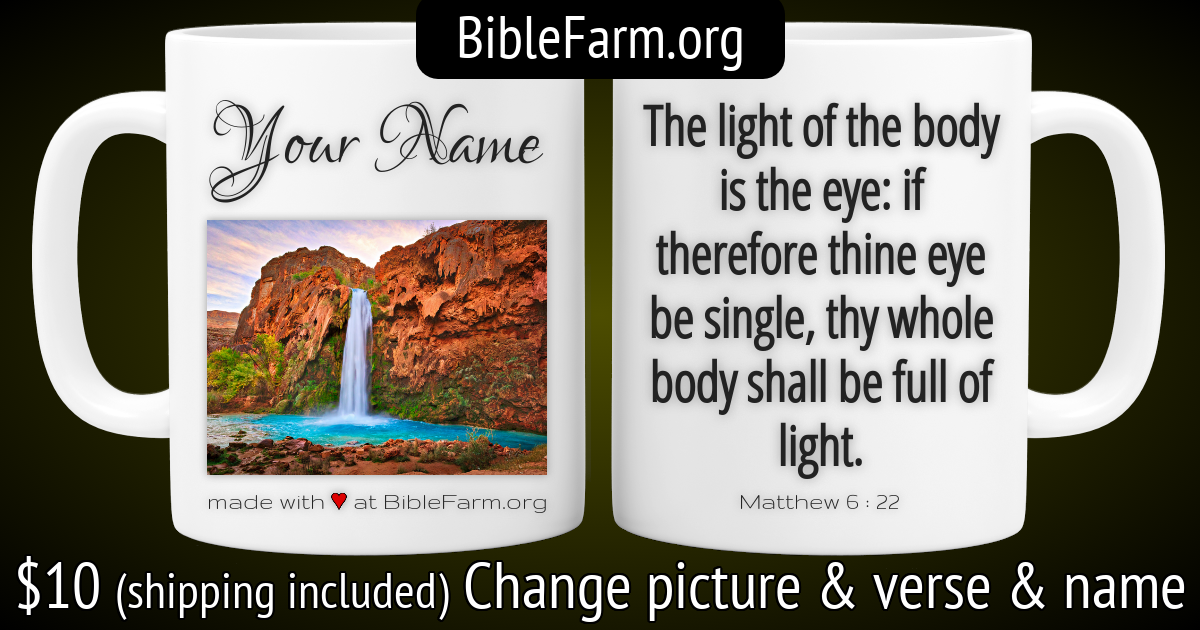 BibleFarm.org
Your Name
made with ♥ at BibleFarm.org
The light of the body
is the eye: if
therefore thine eye
be single, thy whole
body shall be full of
light.
Matthew 6 : 22
$10 (shipping included) Change picture & verse & name